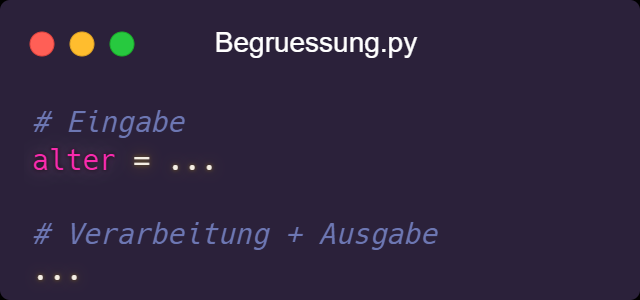 Begruessung.py
# Eingabe
alter = ...
# Verarbeitung + Ausgabe
...